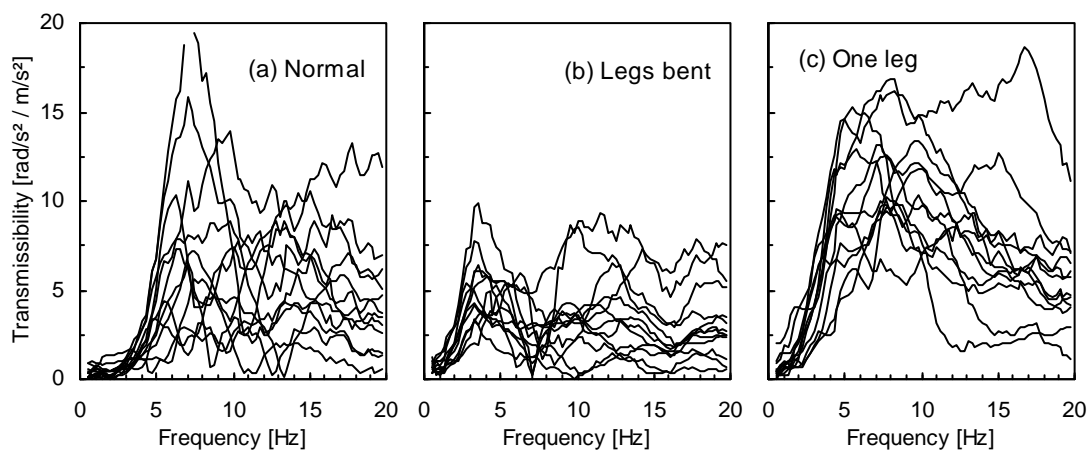 Transmissibility [rad/s² / m/s²]
20
15
10
5
0
(a) Normal
(b) Legs bent
(c) One leg
0 5 10 15 20
0 5 10 15 20
0 5 10 15 20
Frequency [Hz]
Frequency [Hz]
Frequency [Hz]